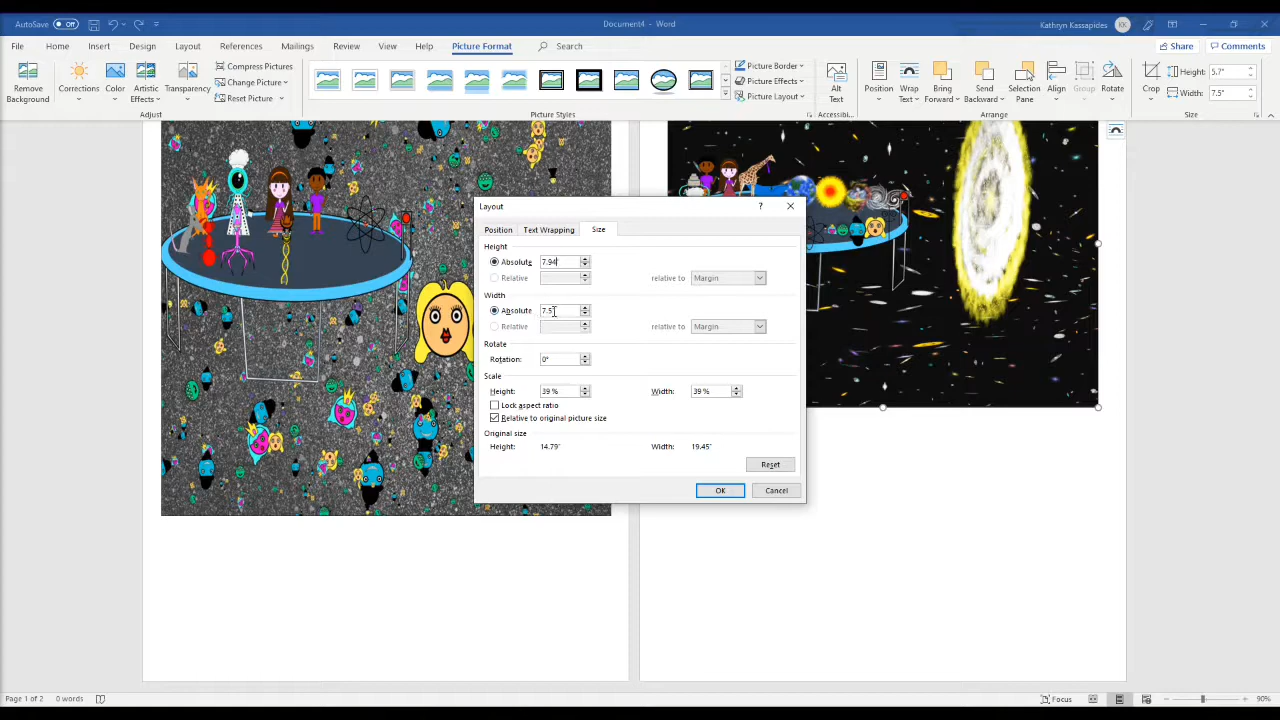 AutoSave Off Document4 - Word Kathryn Kassapides KK
File Home Insert Design Layout References Mailings Review View Help Picture Format Search Share Comments
Remove Background
Corrections
Color
Artistic Effects
Transparency
Compress Pictures
Change Picture
Reset Picture
Adjust
Picture Styles
Picture Border
Picture Effects
Picture Layout
Alt Text
Accessibi...
Position
Wrap Text
Bring Forward
Send Backward
Selection Pane
Align
Group
Rotate
Arrange
Crop
Height: 5.7"
Width: 7.5"
Size
Layout ?
Position Text Wrapping Size
Height
Absolute 7.94
Relative relative to Margin
Width
Absolute 7.5"
Relative relative to Margin
Rotate
Rotation: 0°
Scale
Height: 39 % Width: 39 %
Lock aspect ratio
Relative to original picture size
Original size
Height: 14.79" Width: 19.45"
Reset
OK Cancel
Page 1 of 2 0 words Focus 90%